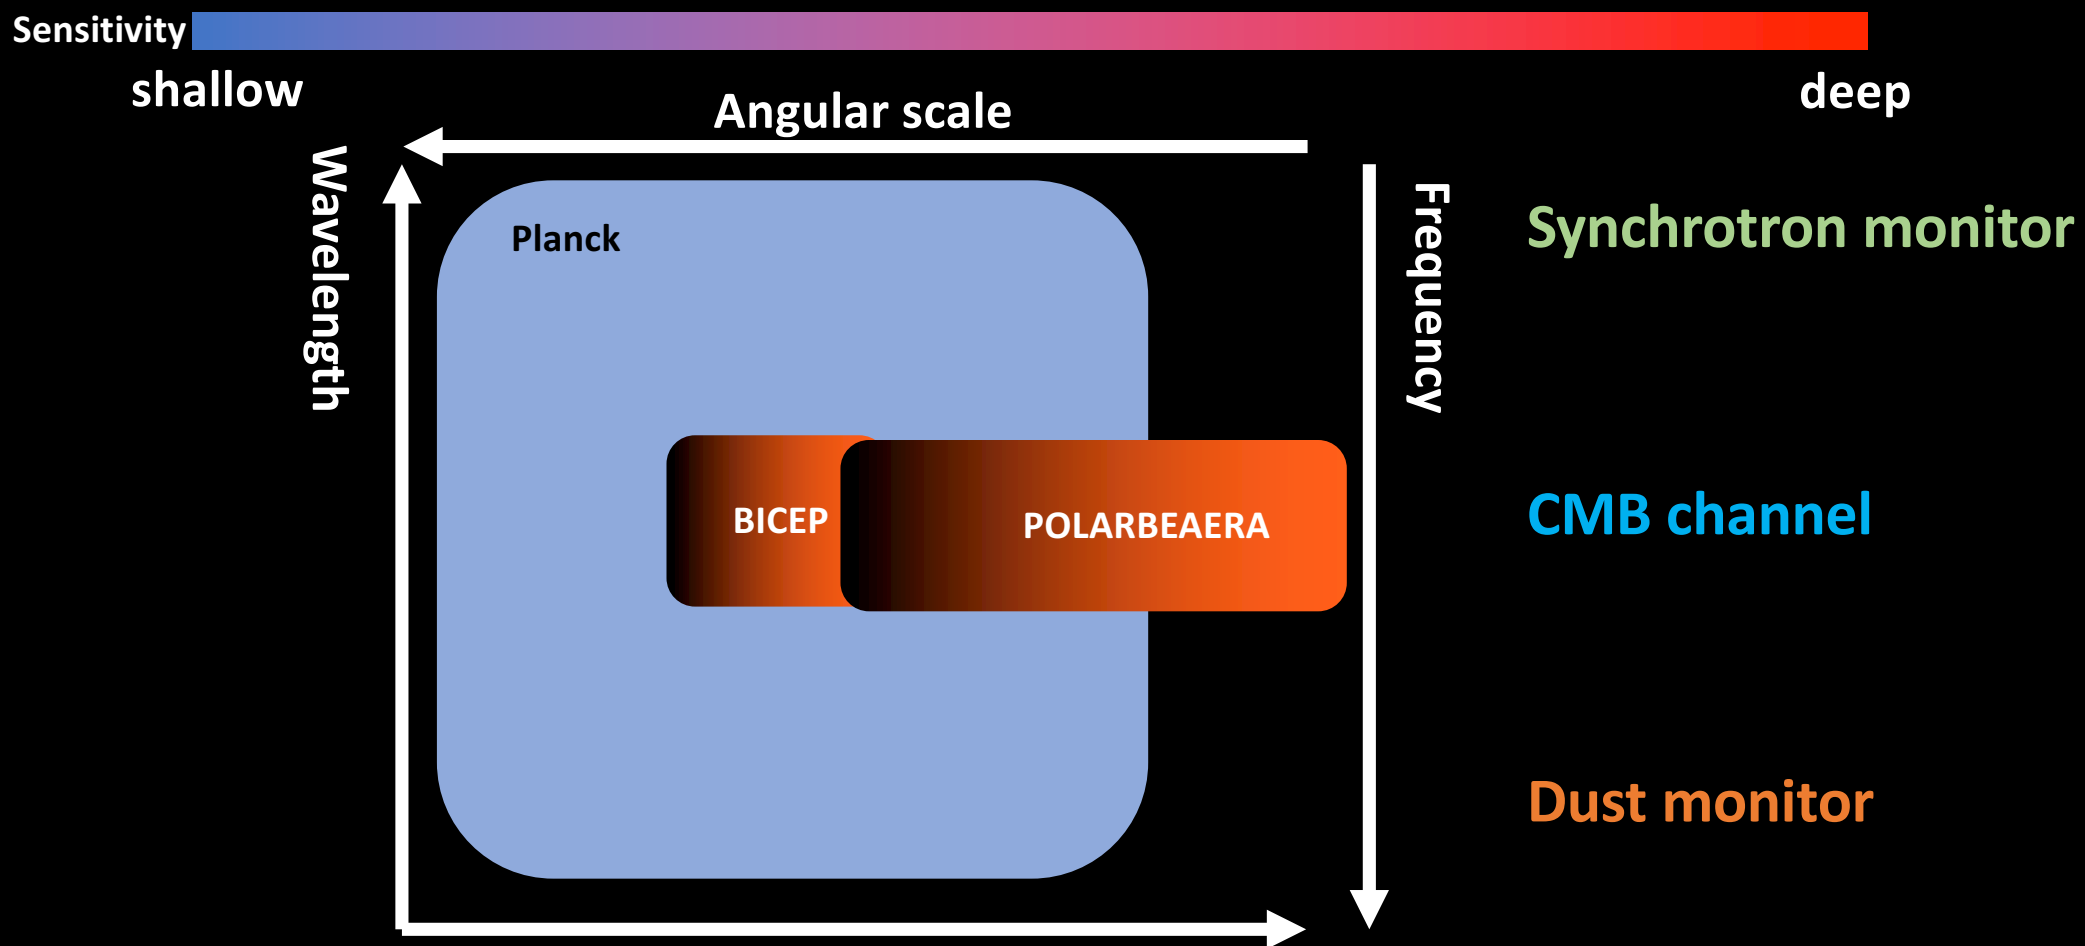 Sensitivity
shallow
deep
Angular scale
Wavelength
Frequency
Planck
Synchrotron monitor
BICEP
POLARBEAERA
CMB channel
Dust monitor